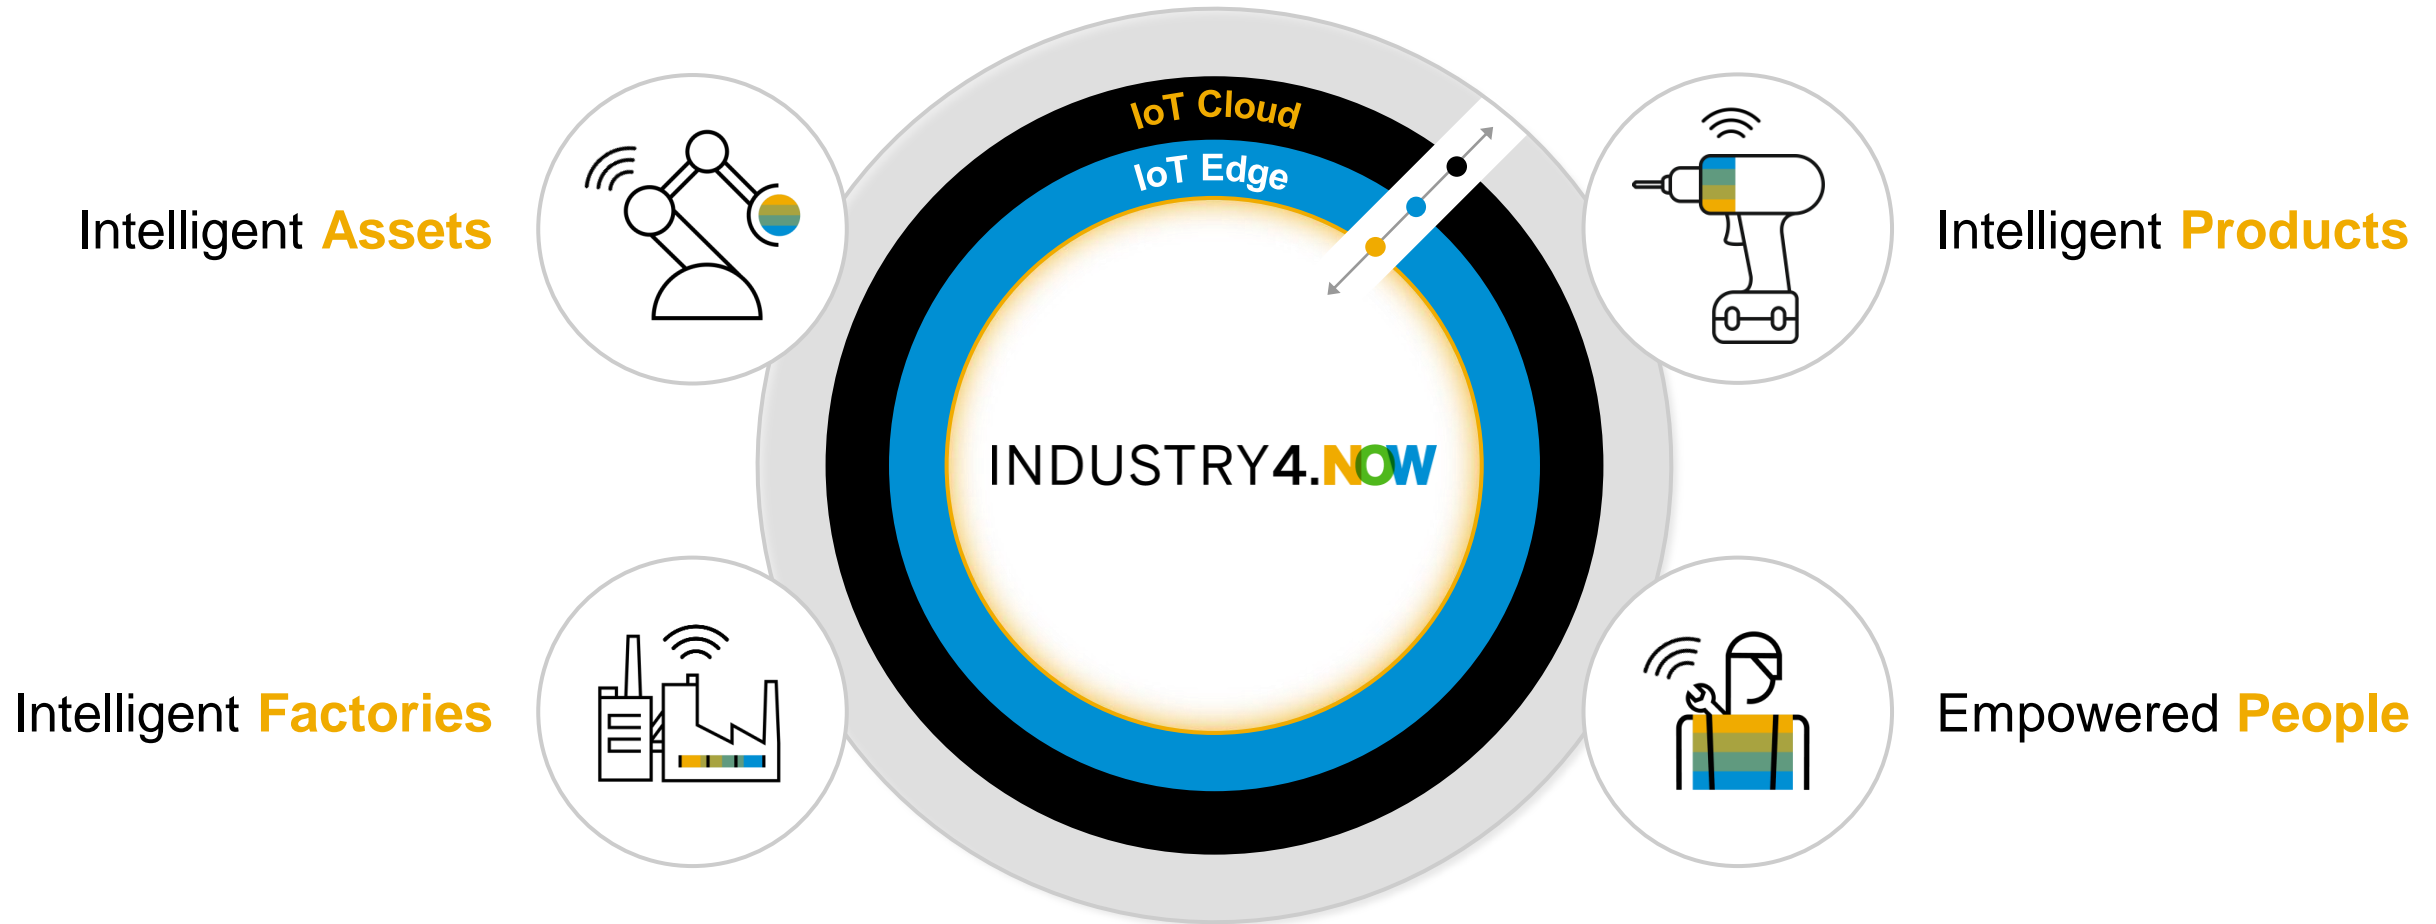 IoT Cloud
IoT Edge
Intelligent Assets
Intelligent Products
INDUSTRY4.NOW
Intelligent Factories
Empowered People